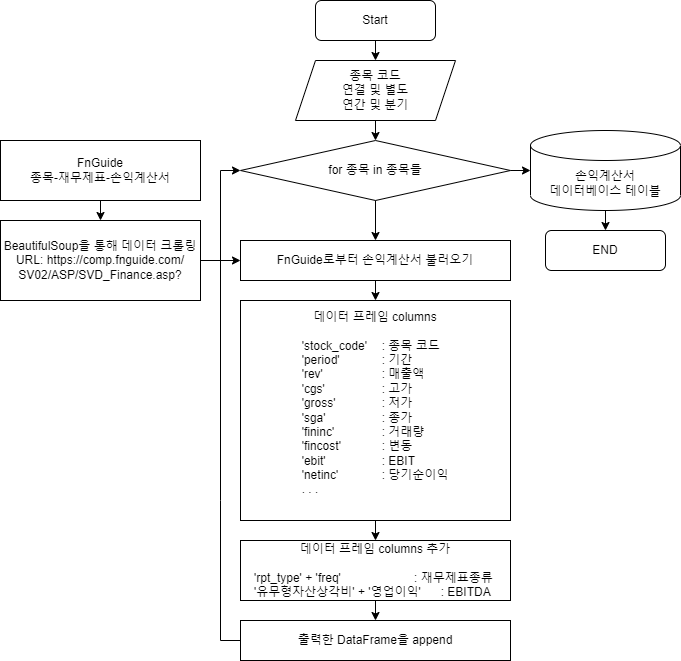 Start
종목 코드
연결 및 별도
연간 및 분기
for 종목 in 종목들
손익계산서
데이터베이스 테이블
END
FnGuide
종목-재무제표-손익계산서
BeautifulSoup을 통해 데이터 크롤링
URL: https://comp.fnguide.com/
SV02/ASP/SVD_Finance.asp?
FnGuide로부터 손익계산서 불러오기
데이터 프레임 columns
'stock_code' : 종목 코드
'period' : 기간
'rev' : 매출액
'cgs' : 고가
'gross' : 저가
'sga' : 종가
'fininc' : 거래량
'fincost' : 변동
'ebit' : EBIT
'netinc' : 당기순이익
. . .
데이터 프레임 columns 추가
'rpt_type' + 'freq' : 재무제표종류
'유무형자산상각비' + '영업이익' : EBITDA
출력한 DataFrame을 append